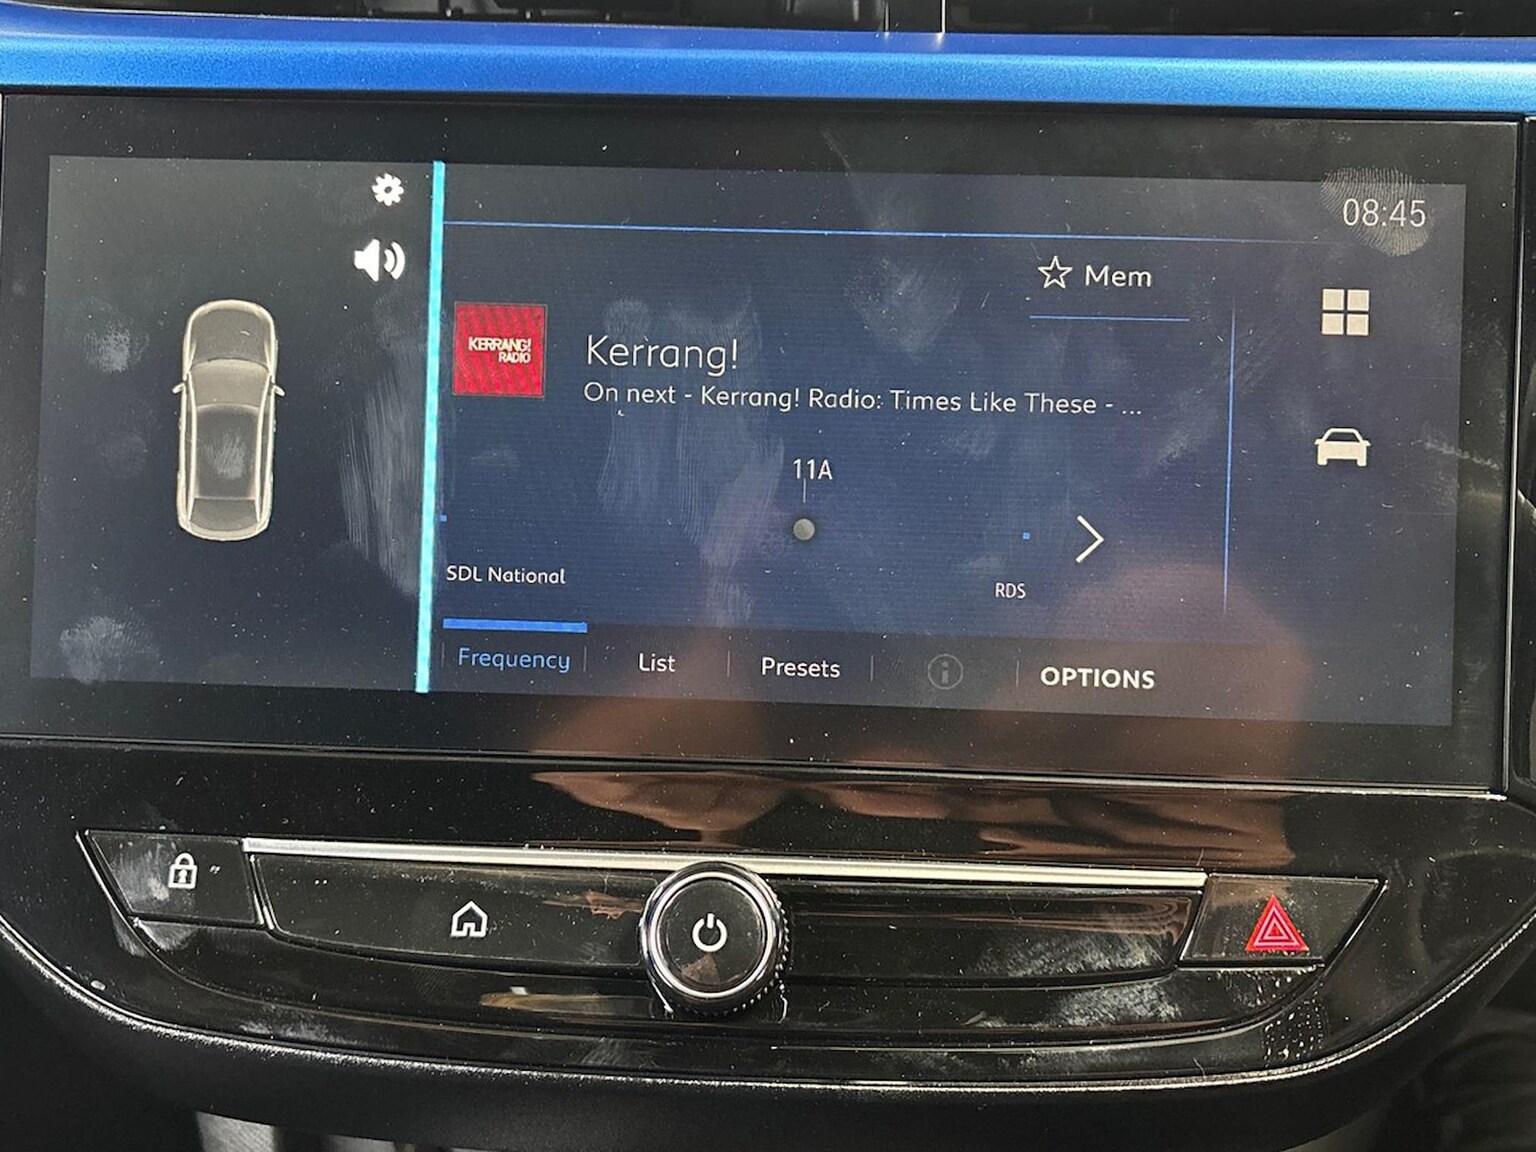 08:45
Mem
KERRANG!
RADIO
Kerrang!
On next - Kerrang! Radio: Times Like These - ...
11A
SDL National
RDS
Frequency
List
Presets
OPTIONS